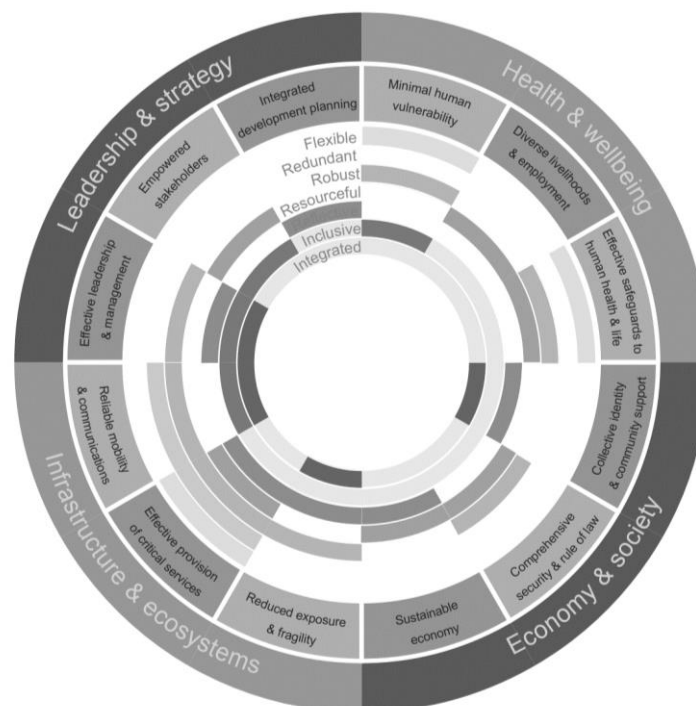 Leadership & strategy
Health & wellbeing
Integrated
development planning
Minimal human
vulnerability
Empowered
stakeholders
Diverse livelihoods
& employment
Effective leadership
& management
Effective safeguards to
human health & life
Flexible
Redundant
Robust
Resourceful
Inclusive
Integrated
Reliable mobility
& communications
Collective identity
& community support
Effective provision
of critical services
Comprehensive
security & rule of law
Reduced exposure
& fragility
Sustainable
economy
Infrastructure & ecosystems
Economy & society